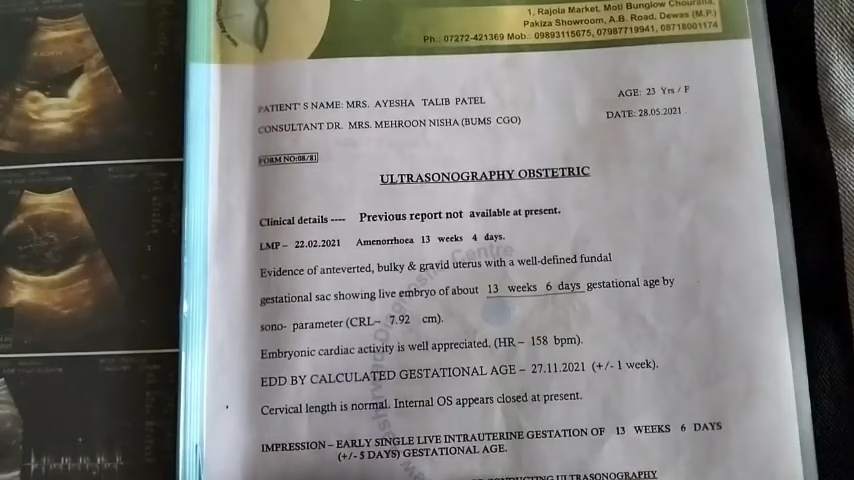 1, Rajola Market, Moti Bunglow Chouraha,
Pakiza Showroom, A.B. Road, Dewas (M.P.)
Ph.: 07272-421369 Mob.: 09893115675, 07987719941, 08718001174
PATIENT'S NAME: MRS. AYESHA TALIB PATEL
AGE: 23 Yrs / F
CONSULTANT DR. MRS. MEHROON NISHA (BUMS CGO)
DATE: 28.05.2021.
FORM NO:08/81
ULTRASONOGRAPHY OBSTETRIC
Clinical details ---- Previous report not available at present.
LMP – 22.02.2021 Amenorrhoea 13 weeks 4 days.
Evidence of anteverted, bulky & gravid uterus with a well-defined fundal
gestational sac showing live embryo of about 13 weeks 6 days gestational age by
sono- parameter (CRL– 7.92 cm).
Embryonic cardiac activity is well appreciated. (HR – 158 bpm).
EDD BY CALCULATED GESTATIONAL AGE – 27.11.2021 (+/- 1 week).
Cervical length is normal. Internal OS appears closed at present.
IMPRESSION – EARLY SINGLE LIVE INTRAUTERINE GESTATION OF 13 WEEKS 6 DAYS
(+/- 5 DAYS) GESTATIONAL AGE.
CONDUCTING ULTRASONOGRAPHY